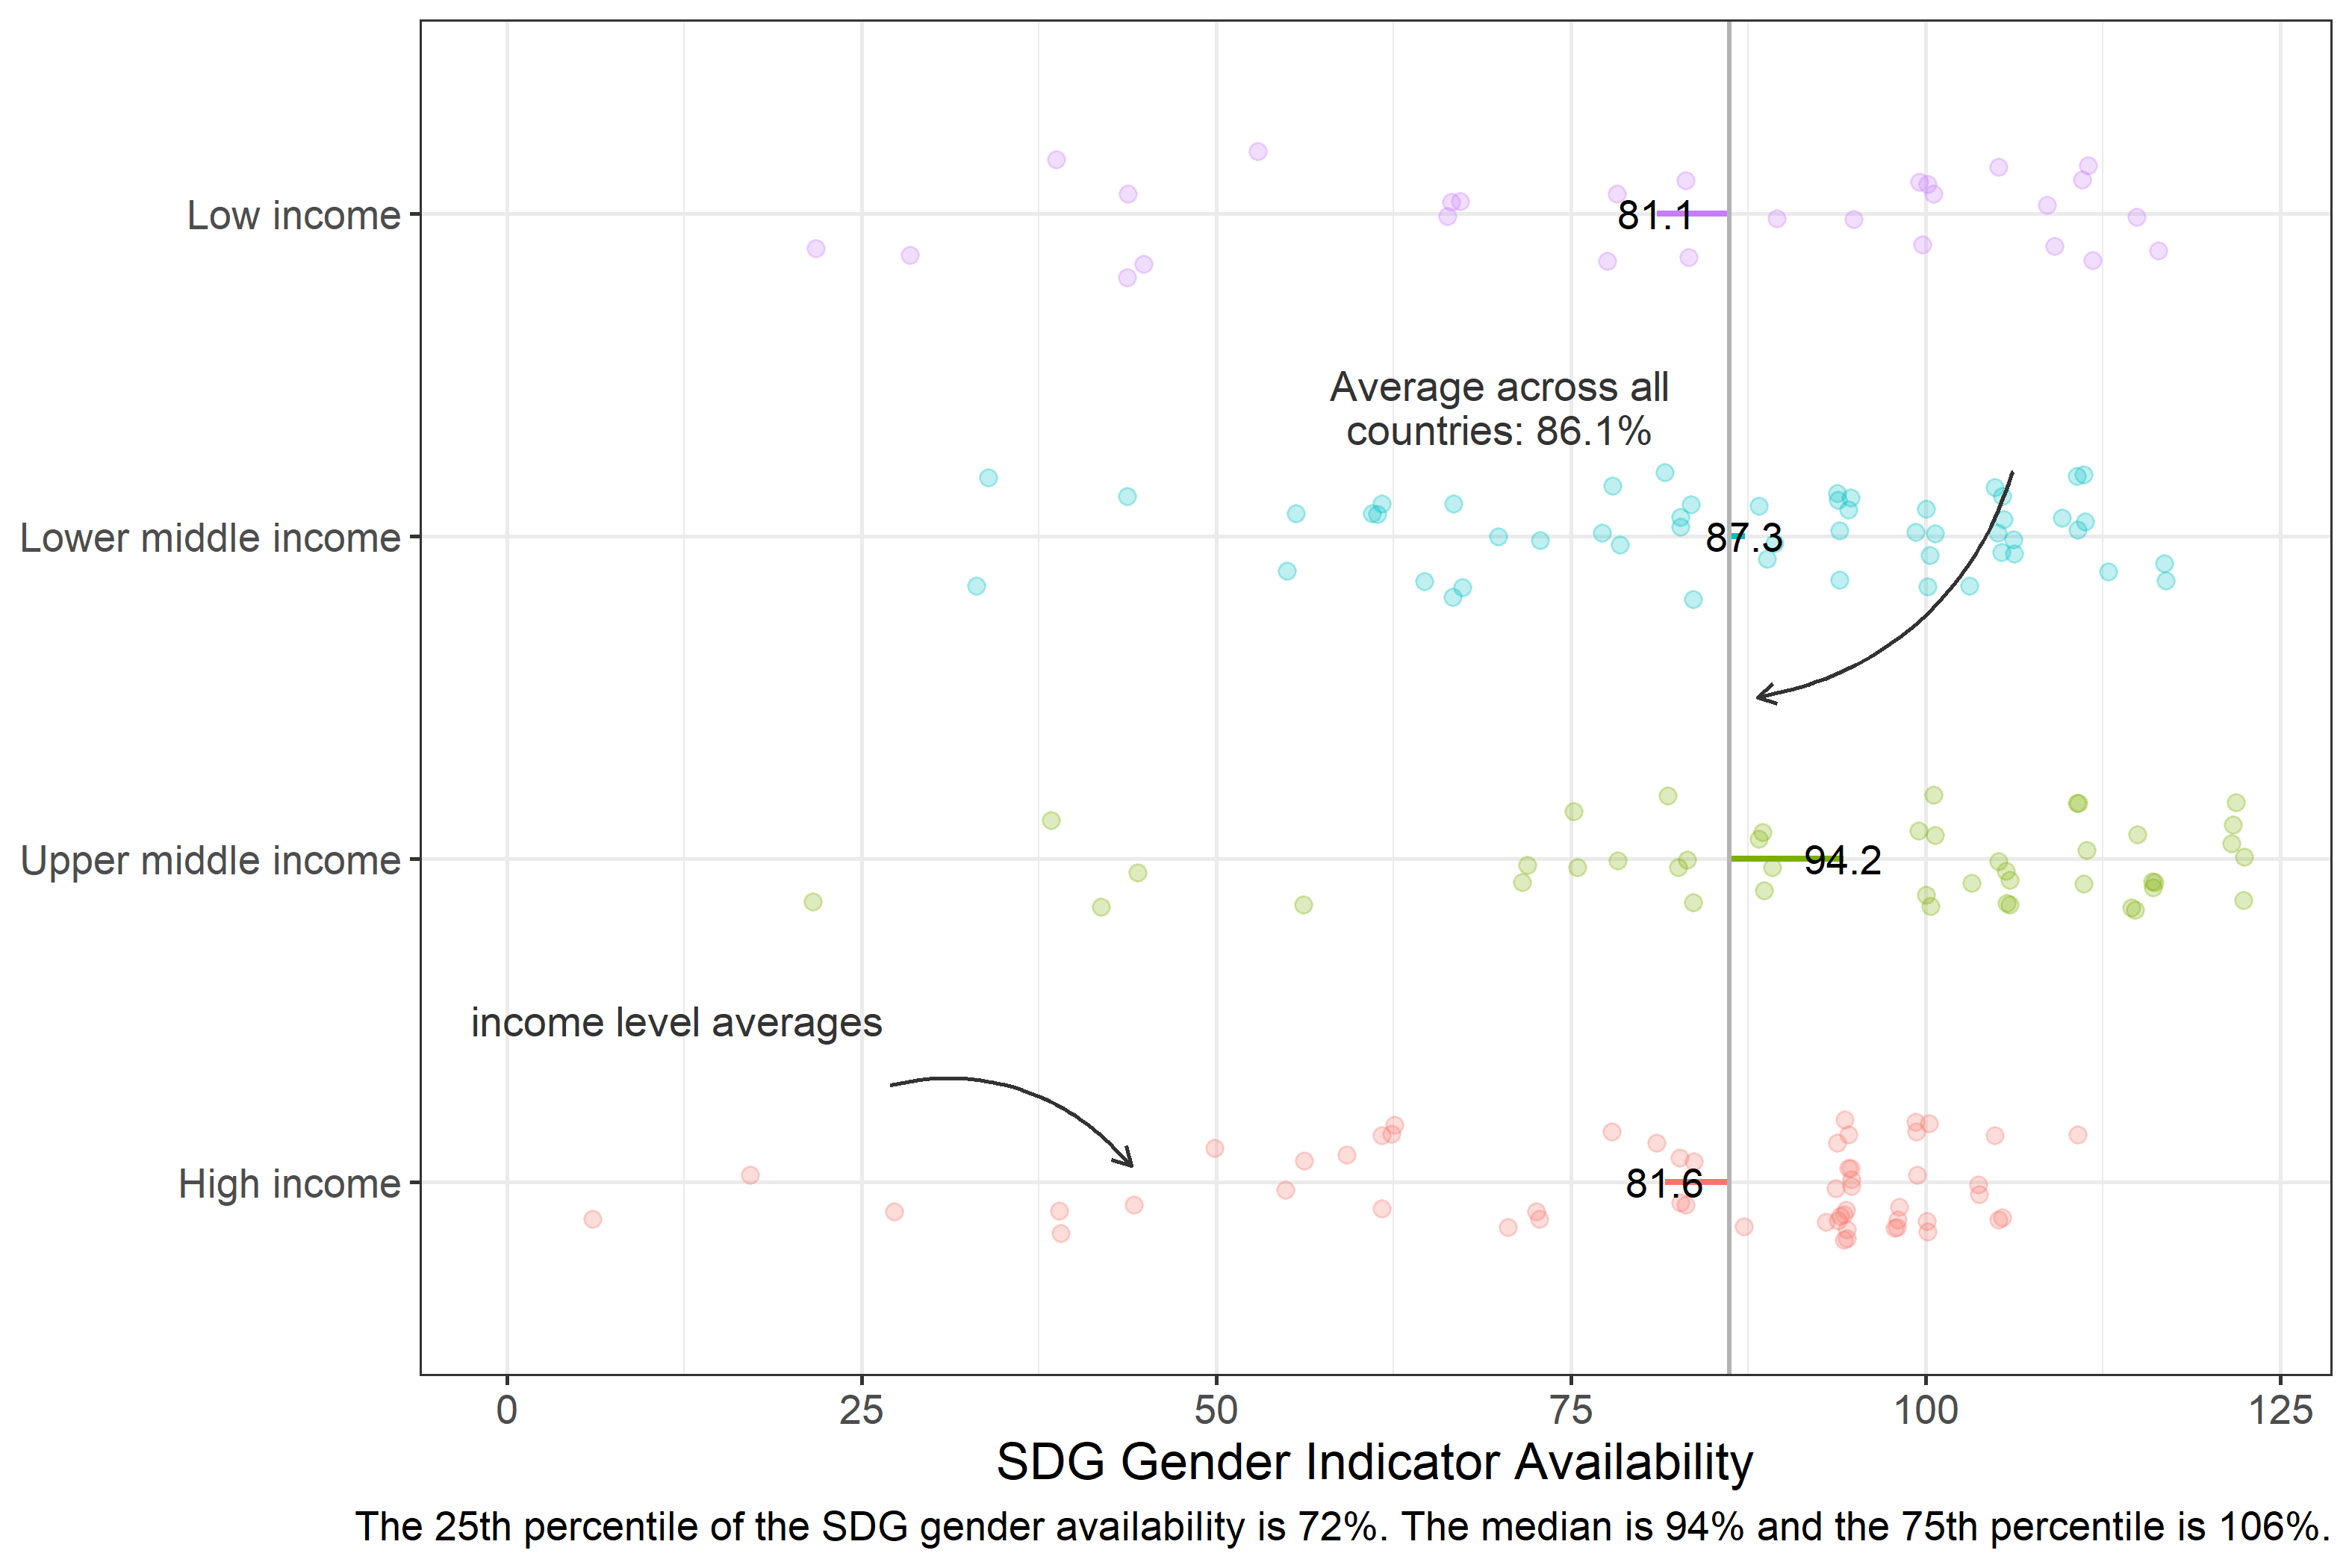 Low income
81.1
Average across all
countries: 86.1%
Lower middle income
87.3
Upper middle income
94.2
income level averages
High income
81.6
0 25 50 75 100 125
SDG Gender Indicator Availability
The 25th percentile of the SDG gender availability is 72%. The median is 94% and the 75th percentile is 106%.